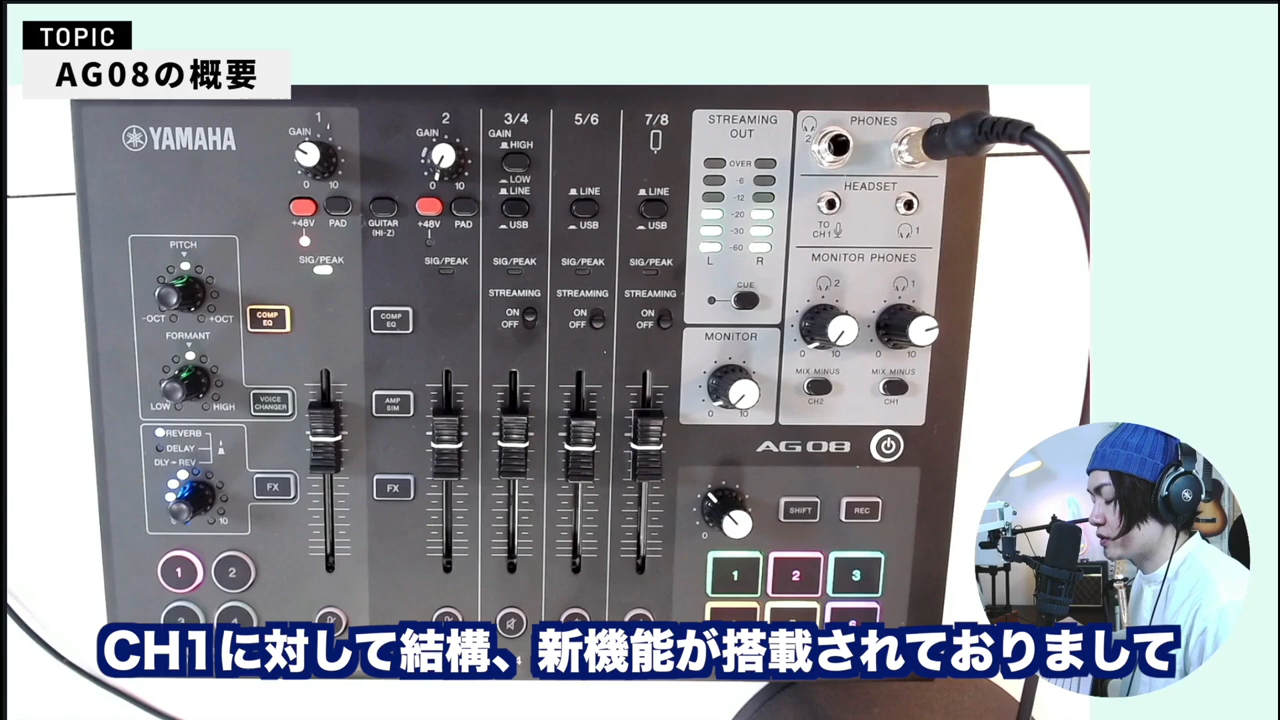 TOPIC
AG08の概要
YAMAHA
1
GAIN
0 10
+48V PAD
SIG/PEAK
2
GAIN
0 10
GUITAR (HI-Z)
+48V PAD
SIG/PEAK
3/4
GAIN
HIGH
LOW
LINE
USB
SIG/PEAK
STREAMING
ON
OFF
5/6
LINE
USB
SIG/PEAK
STREAMING
ON
OFF
7/8
LINE
USB
SIG/PEAK
STREAMING
ON
OFF
STREAMING OUT
OVER
-6
-12
-20
-30
-60
L R
CUE
MONITOR
0 10
PHONES
2
HEADSET
TO CH1
1
MONITOR PHONES
2 1
0 10 0 10
MIX MINUS MIX MINUS
CH2 CH1
PITCH
-OCT +OCT
FORMANT
LOW HIGH
COMP EQ
VOICE CHANGER
REVERB
DELAY
DLY+REV
10
FX
COMP EQ
AMP SIM
FX
AG08
0
SHIFT REC
1 2
1 2 3
CH1に対して結構、新機能が搭載されておりまして